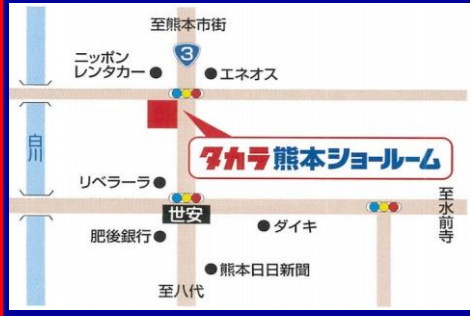 至熊本市街
3
ニッポン
レンタカー
エネオス
白川
タカラ熊本ショールーム
リベラーラ
世安
至水前寺
肥後銀行
ダイキ
熊本日日新聞
至八代